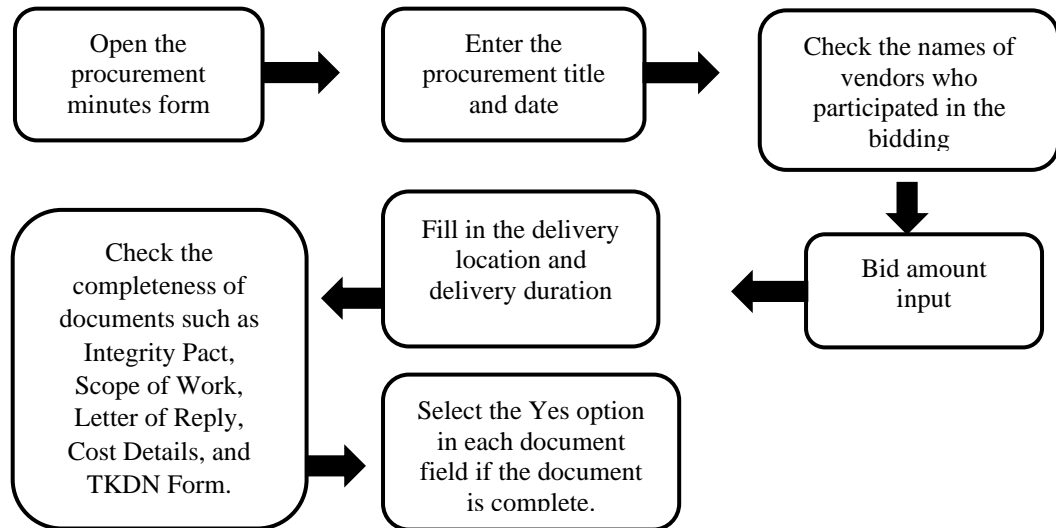 Open the
procurement
minutes form
Enter the
procurement title
and date
Check the names of
vendors who
participated in the
bidding
Bid amount
input
Fill in the delivery
location and
delivery duration
Check the
completeness of
documents such as
Integrity Pact,
Scope of Work,
Letter of Reply,
Cost Details, and
TKDN Form.
Select the Yes option
in each document
field if the document
is complete.